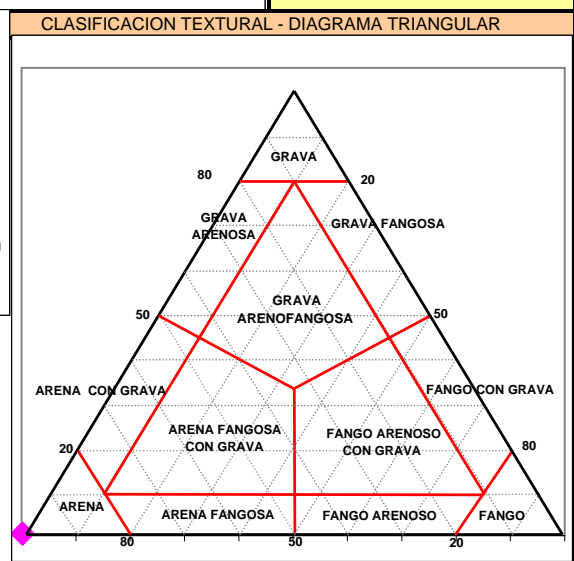 CLASIFICACION TEXTURAL - DIAGRAMA TRIANGULAR
GRAVA
80
20
GRAVA
ARENOSA
GRAVA FANGOSA
GRAVA
ARENOFANGOSA
50
50
ARENA CON GRAVA
FANGO CON GRAVA
ARENA FANGOSA
CON GRAVA
FANGO ARENOSO
CON GRAVA
20
80
ARENA
ARENA FANGOSA
FANGO ARENOSO
FANGO
80
50
20